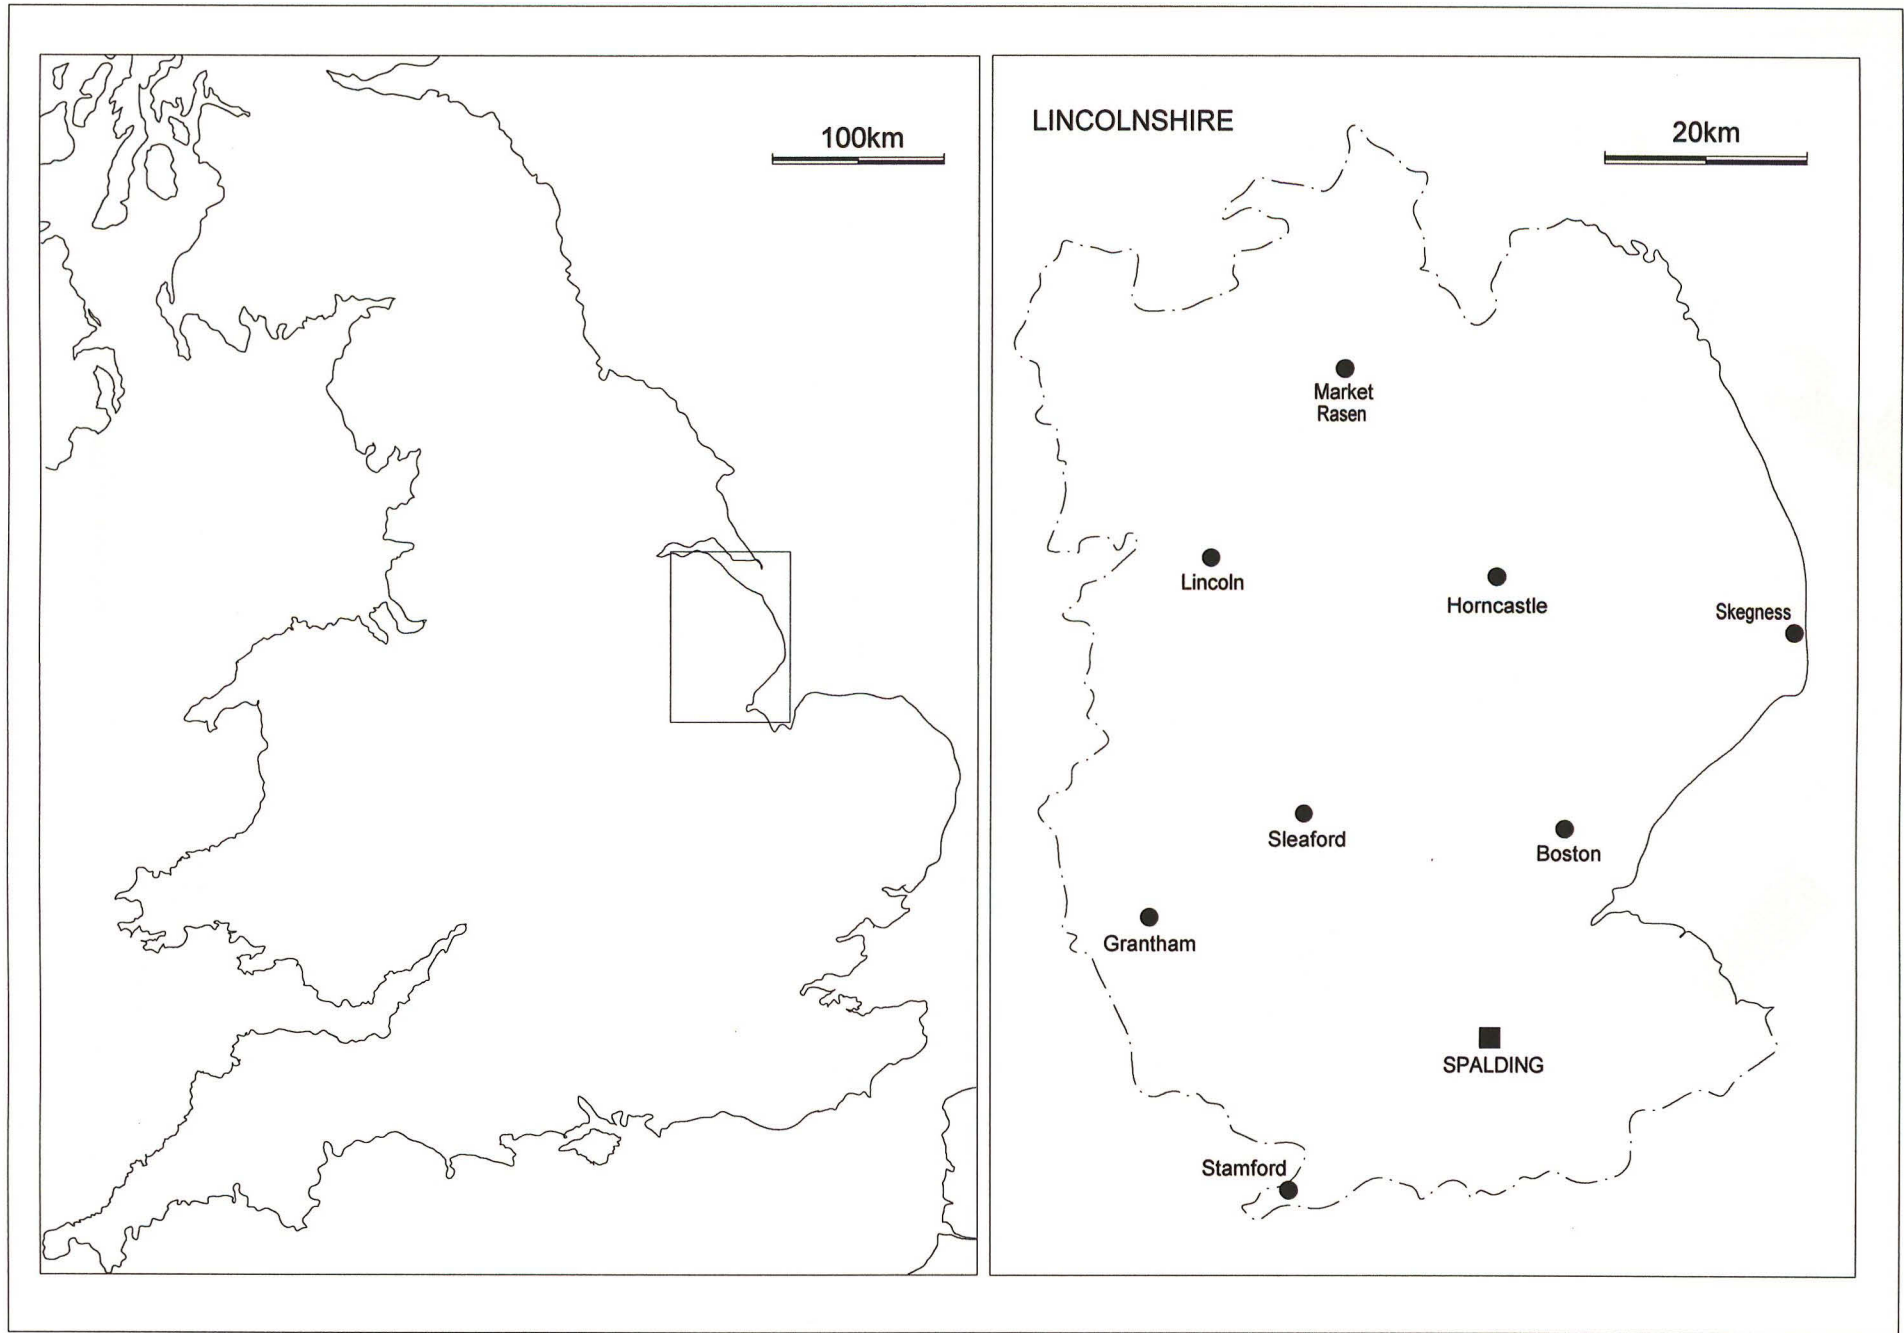 100km
LINCOLNSHIRE
20km
Market
Rasen
Lincoln
Horncastle
Skegness
Sleaford
Boston
Grantham
SPALDING
Stamford